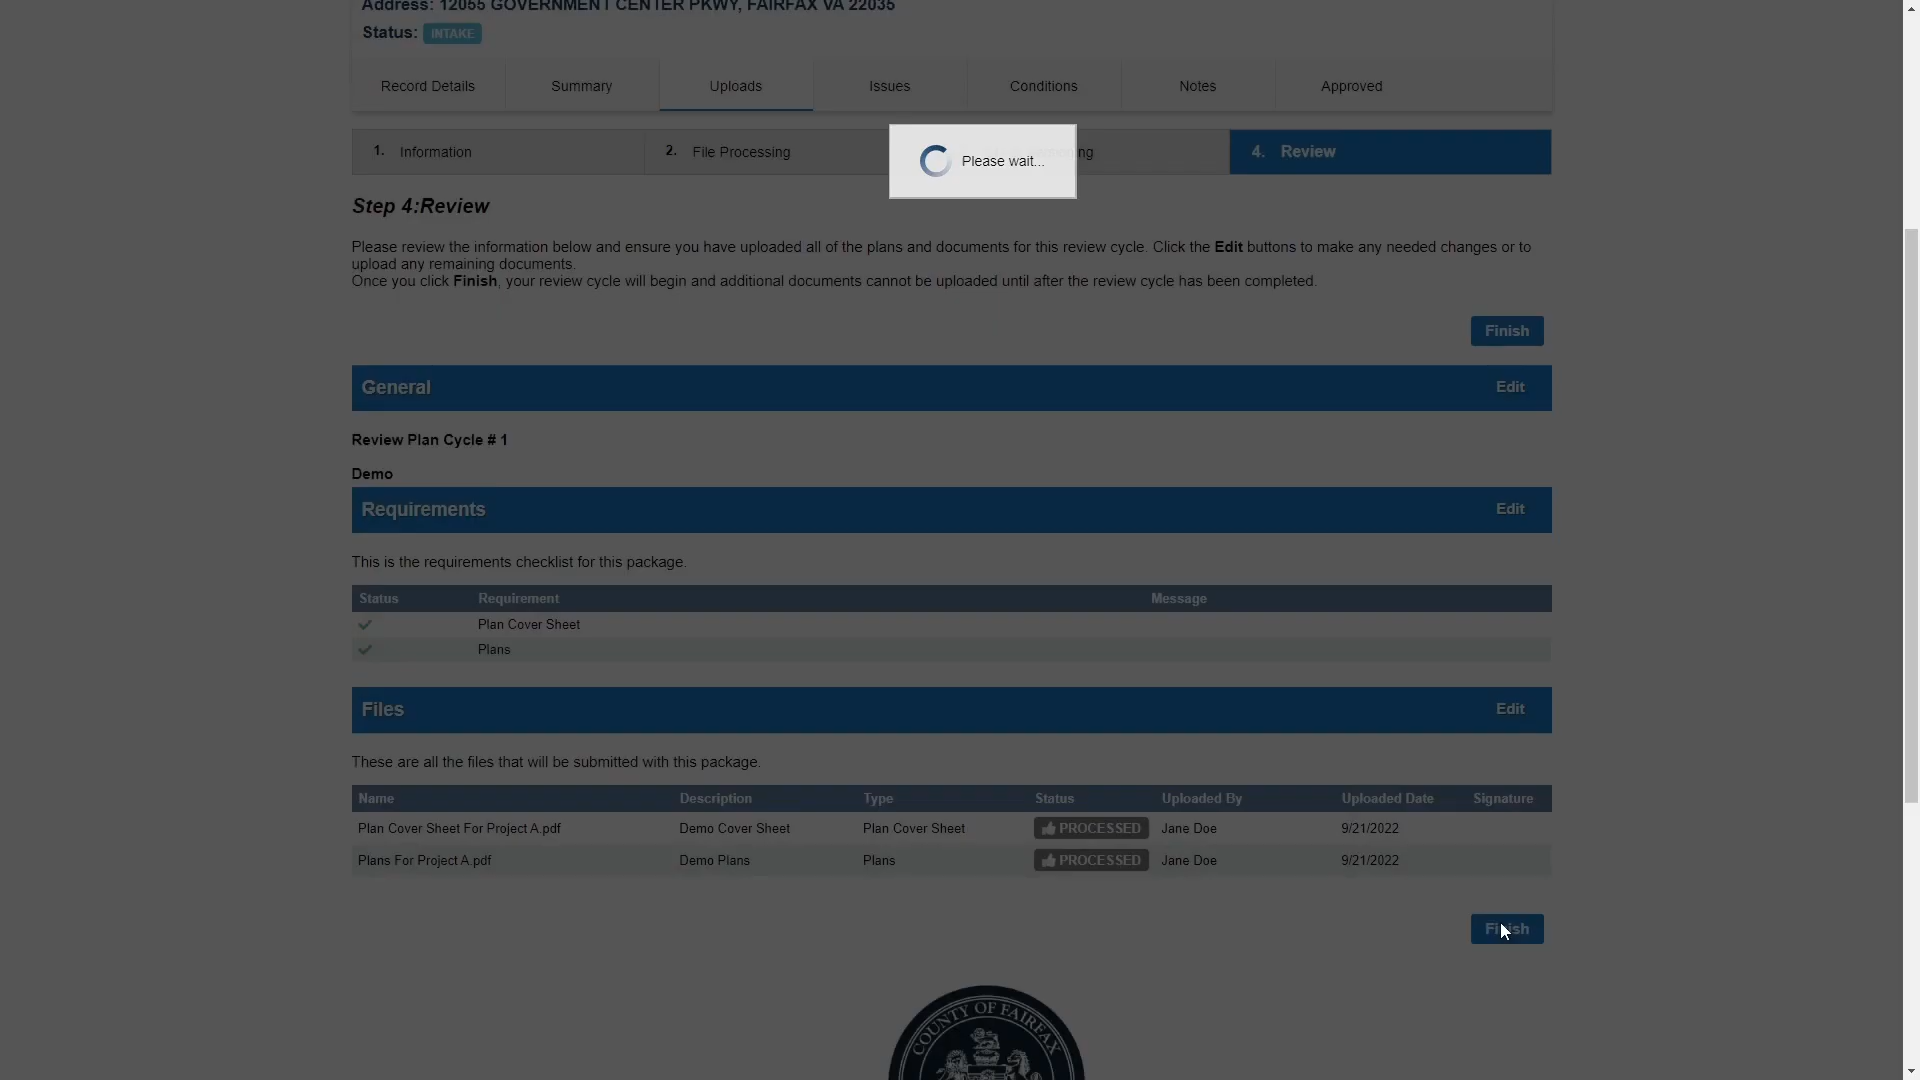 Address: 12055 GOVERNMENT CENTER PKWY, FAIRFAX VA 22035
Status: INTAKE
Record Details Summary Uploads Issues Conditions Notes Approved
1. Information 2. File Processing 4. Review
Please wait...
Step 4:Review
Please review the information below and ensure you have uploaded all of the plans and documents for this review cycle. Click the Edit buttons to make any needed changes or to
upload any remaining documents.
Once you click Finish, your review cycle will begin and additional documents cannot be uploaded until after the review cycle has been completed.
Finish
General Edit
Review Plan Cycle # 1
Demo
Requirements Edit
This is the requirements checklist for this package.
Status Requirement Message
Plan Cover Sheet
Plans
Files Edit
These are all the files that will be submitted with this package.
Name Description Type Status Uploaded By Uploaded Date Signature
Plan Cover Sheet For Project A.pdf Demo Cover Sheet Plan Cover Sheet PROCESSED Jane Doe 9/21/2022
Plans For Project A.pdf Demo Plans Plans PROCESSED Jane Doe 9/21/2022
Finish
COUNTY OF FAIRFAX